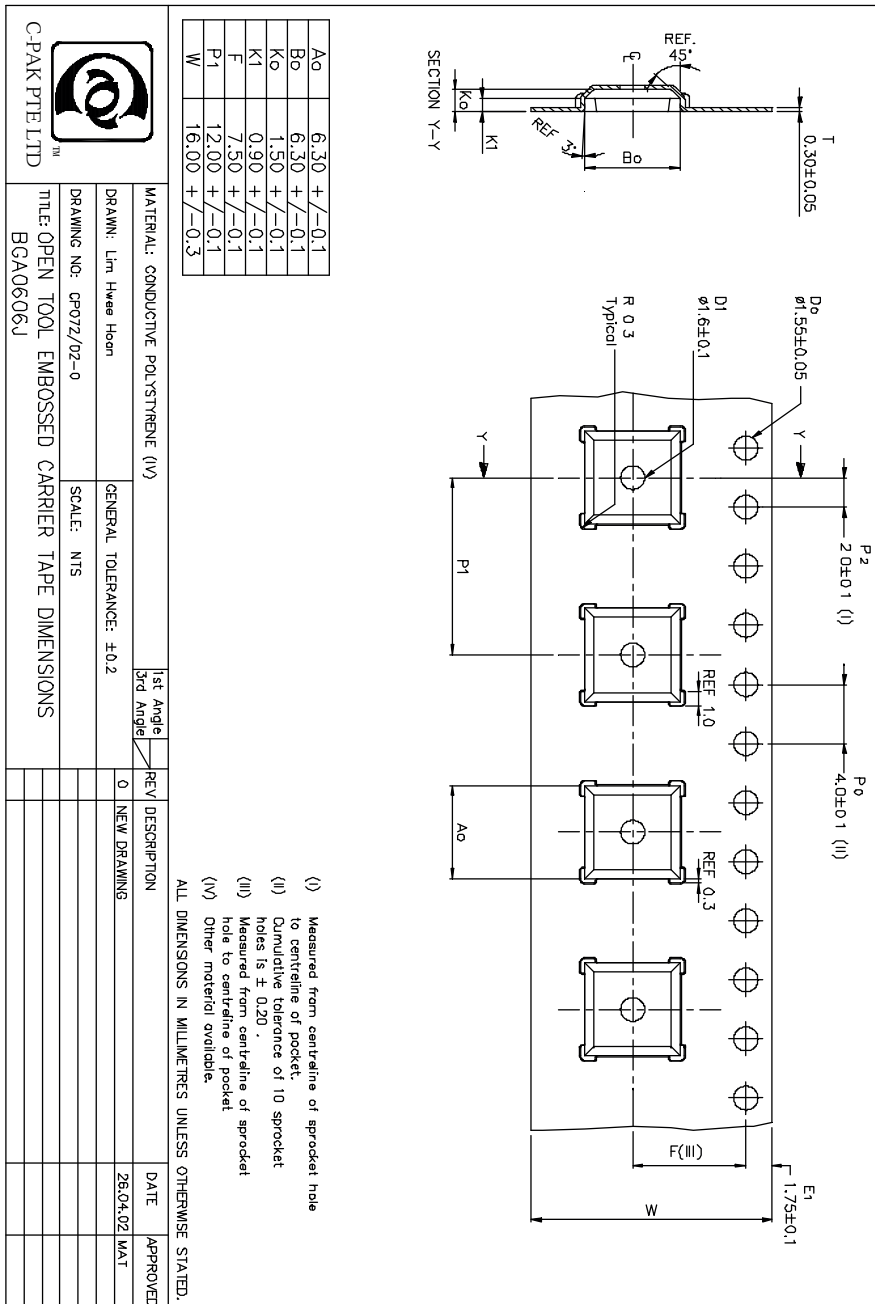 REF.
45°
℄
Ko
K1
REF 3°
Bo
T
0.30±0.05
SECTION Y-Y
Do
ø1.55±0.05
Y
P2
2.0±0.1 (I)
Po
4.0±0.1 (II)
E1
1.75±0.1
D1
ø1.6±0.1
R 0.3
Typical
Y
P1
REF 1.0
Ao
REF 0.3
F(III)
W
Ao 6.30 +/-0.1
Bo 6.30 +/-0.1
Ko 1.50 +/-0.1
K1 0.90 +/-0.1
F 7.50 +/-0.1
P1 12.00 +/-0.1
W 16.00 +/-0.3
(I) Measured from centreline of sprocket hole
to centreline of pocket.
(II) Cumulative tolerance of 10 sprocket
holes is ± 0.20 .
(III) Measured from centreline of sprocket
hole to centreline of pocket
(IV) Other material available.
ALL DIMENSIONS IN MILLIMETRES UNLESS OTHERWISE STATED.
TM
C-PAK PTE LTD
MATERIAL: CONDUCTIVE POLYSTYRENE (IV)
1st Angle
3rd Angle
DRAWN: Lim Hwee Hoan
GENERAL TOLERANCE: ±0.2
DRAWING NO: CP072/D2-0
SCALE: NTS
TITLE: OPEN TOOL EMBOSSED CARRIER TAPE DIMENSIONS
BGA0606J
REV DESCRIPTION DATE APPROVED
0 NEW DRAWING 26.04.02 MAT